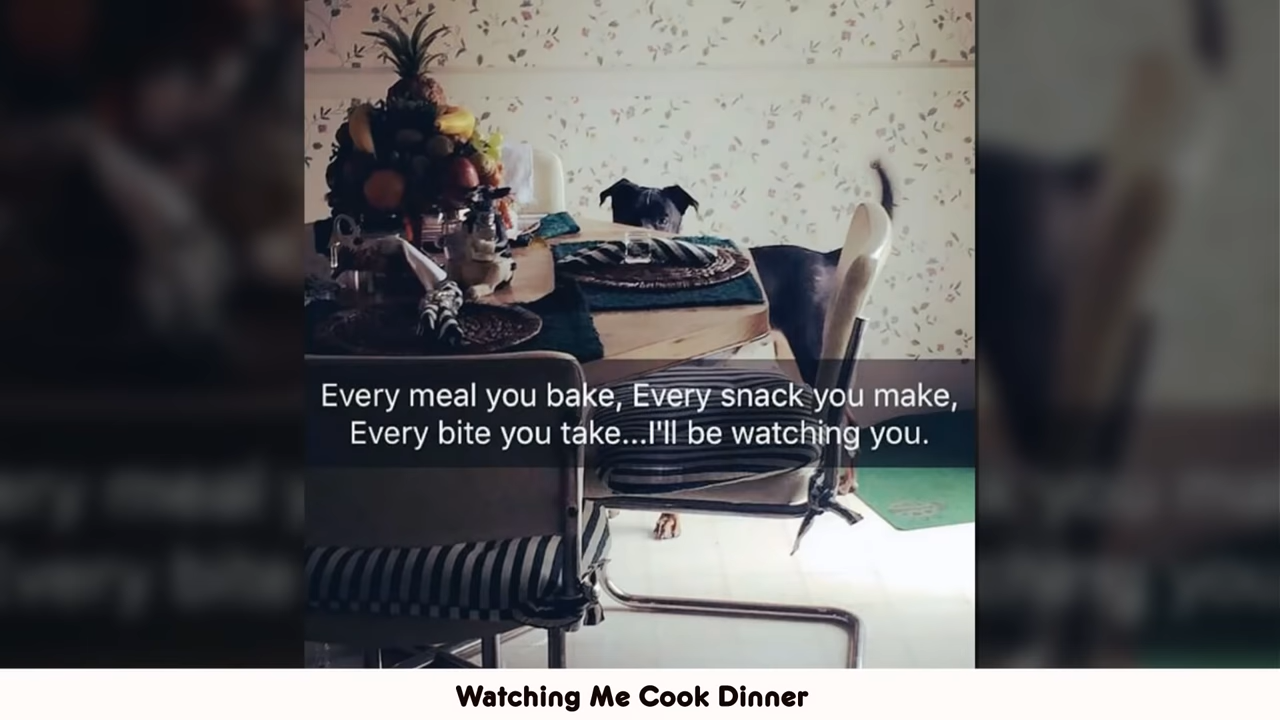 Every meal you bake, Every snack you make,
Every bite you take...I'll be watching you.
Watching Me Cook Dinner